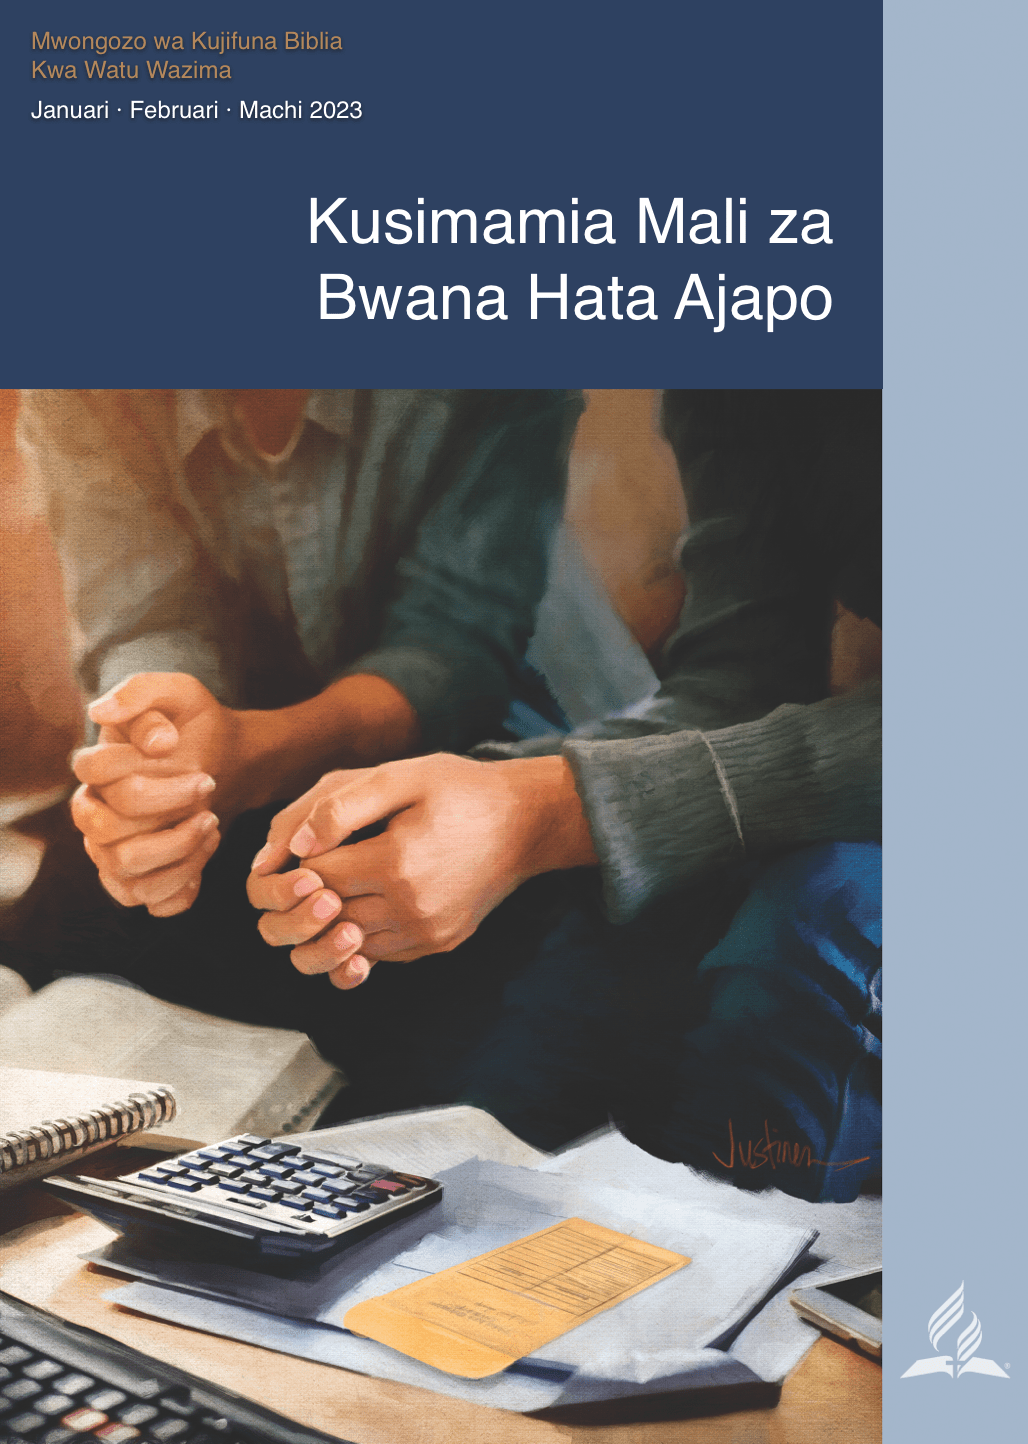 Mwongozo wa Kujifuna Biblia
Kwa Watu Wazima
Januari · Februari · Machi 2023
Kusimamia Mali za
Bwana Hata Ajapo
Justinen
®